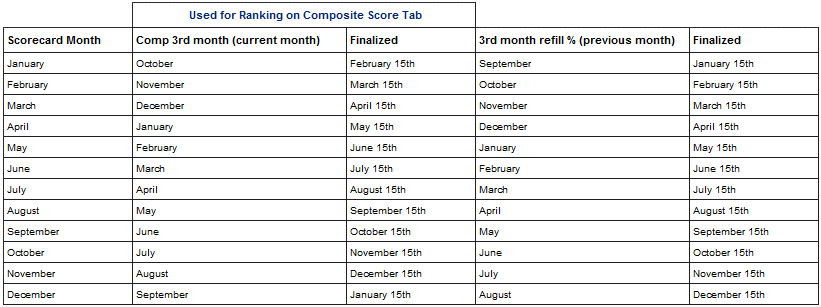 Used for Ranking on Composite Score Tab
Scorecard Month Comp 3rd month (current month) Finalized 3rd month refill % (previous month) Finalized
January October February 15th September January 15th
February November March 15th October February 15th
March December April 15th November March 15th
April January May 15th December April 15th
May February June 15th January May 15th
June March July 15th February June 15th
July April August 15th March July 15th
August May September 15th April August 15th
September June October 15th May September 15th
October July November 15th June October 15th
November August December 15th July November 15th
December September January 15th August December 15th